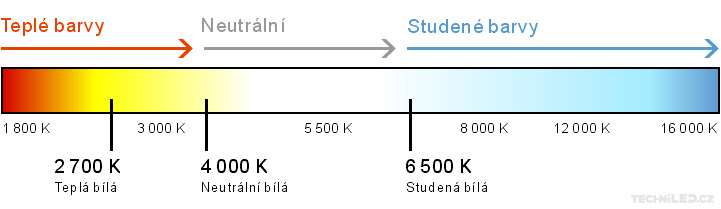 Teplé barvy
Neutrální
Studené barvy
1 800 K
3 000 K
5 500 K
8 000 K
12 000 K
16 000 K
2 700 K
4 000 K
6 500 K
Teplá bílá
Neutrální bílá
Studená bílá
TECHNILED.CZ